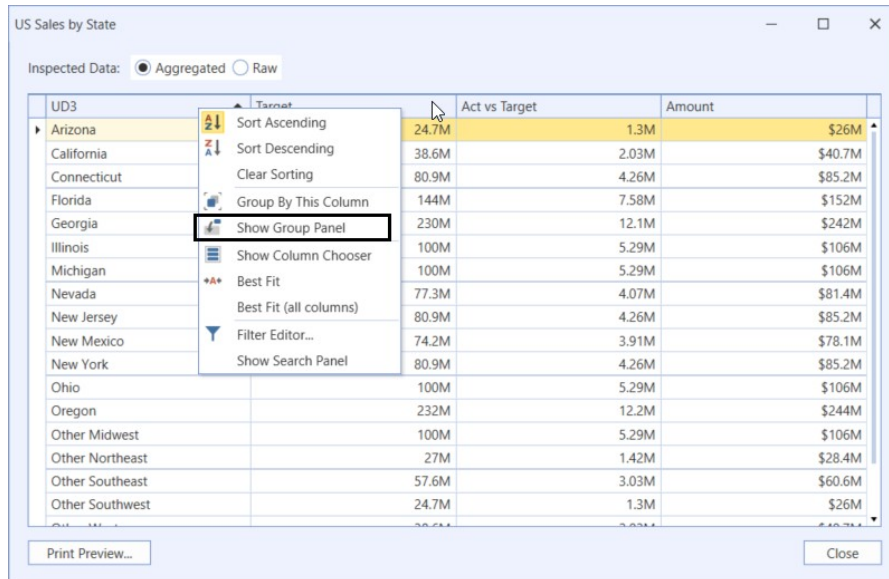 US Sales by State
Inspected Data: Aggregated Raw
UD3 Target Act vs Target Amount
Arizona 24.7M 1.3M $26M
California 38.6M 2.03M $40.7M
Connecticut 80.9M 4.26M $85.2M
Florida 144M 7.58M $152M
Georgia 230M 12.1M $242M
Illinois 100M 5.29M $106M
Michigan 100M 5.29M $106M
Nevada 77.3M 4.07M $81.4M
New Jersey 80.9M 4.26M $85.2M
New Mexico 74.2M 3.91M $78.1M
New York 80.9M 4.26M $85.2M
Ohio 100M 5.29M $106M
Oregon 232M 12.2M $244M
Other Midwest 100M 5.29M $106M
Other Northeast 27M 1.42M $28.4M
Other Southeast 57.6M 3.03M $60.6M
Other Southwest 24.7M 1.3M $26M
Sort Ascending
Sort Descending
Clear Sorting
Group By This Column
Show Group Panel
Show Column Chooser
Best Fit
Best Fit (all columns)
Filter Editor...
Show Search Panel
Print Preview... Close